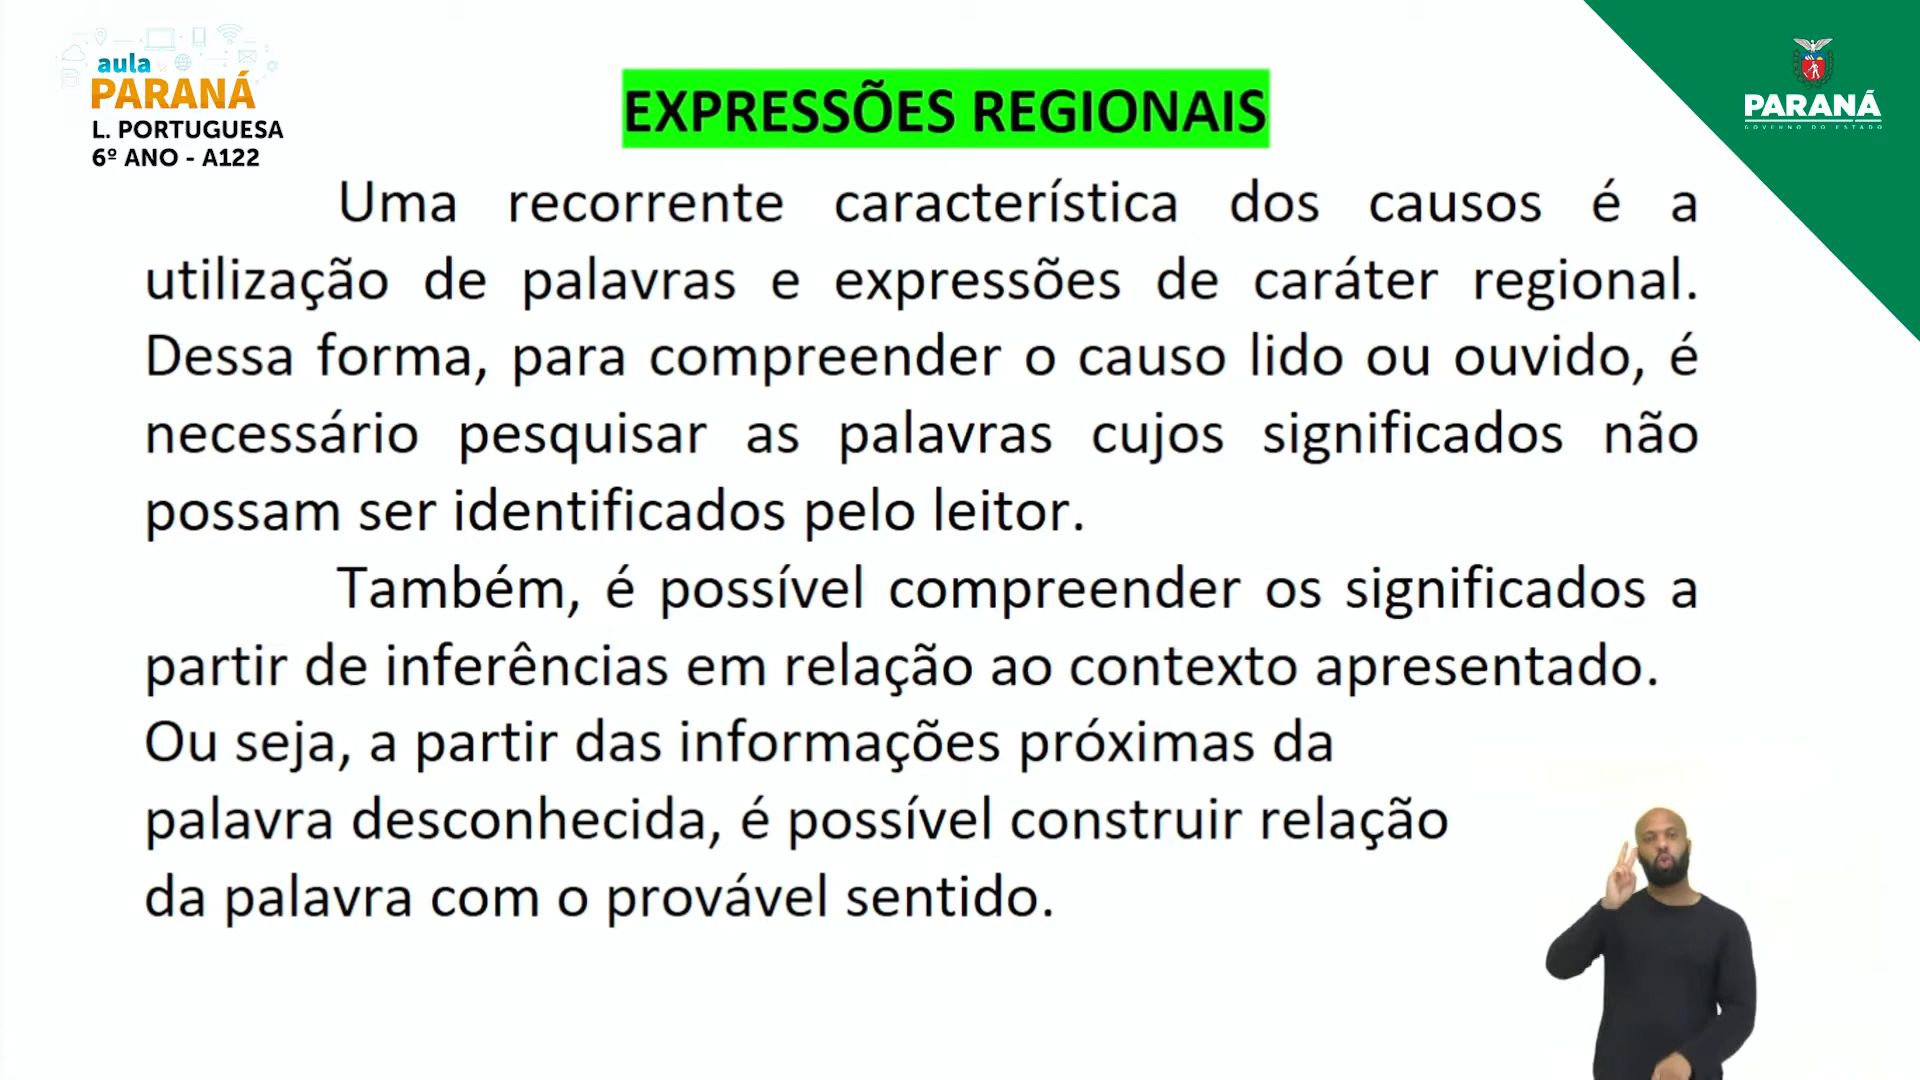 aula
PARANÁ
L. PORTUGUESA
6º ANO - A122
PARANÁ
GOVERNO DO ESTADO
EXPRESSÕES REGIONAIS
Uma recorrente característica dos causos é a
utilização de palavras e expressões de caráter regional.
Dessa forma, para compreender o causo lido ou ouvido, é
necessário pesquisar as palavras cujos significados não
possam ser identificados pelo leitor.
Também, é possível compreender os significados a
partir de inferências em relação ao contexto apresentado.
Ou seja, a partir das informações próximas da
palavra desconhecida, é possível construir relação
da palavra com o provável sentido.